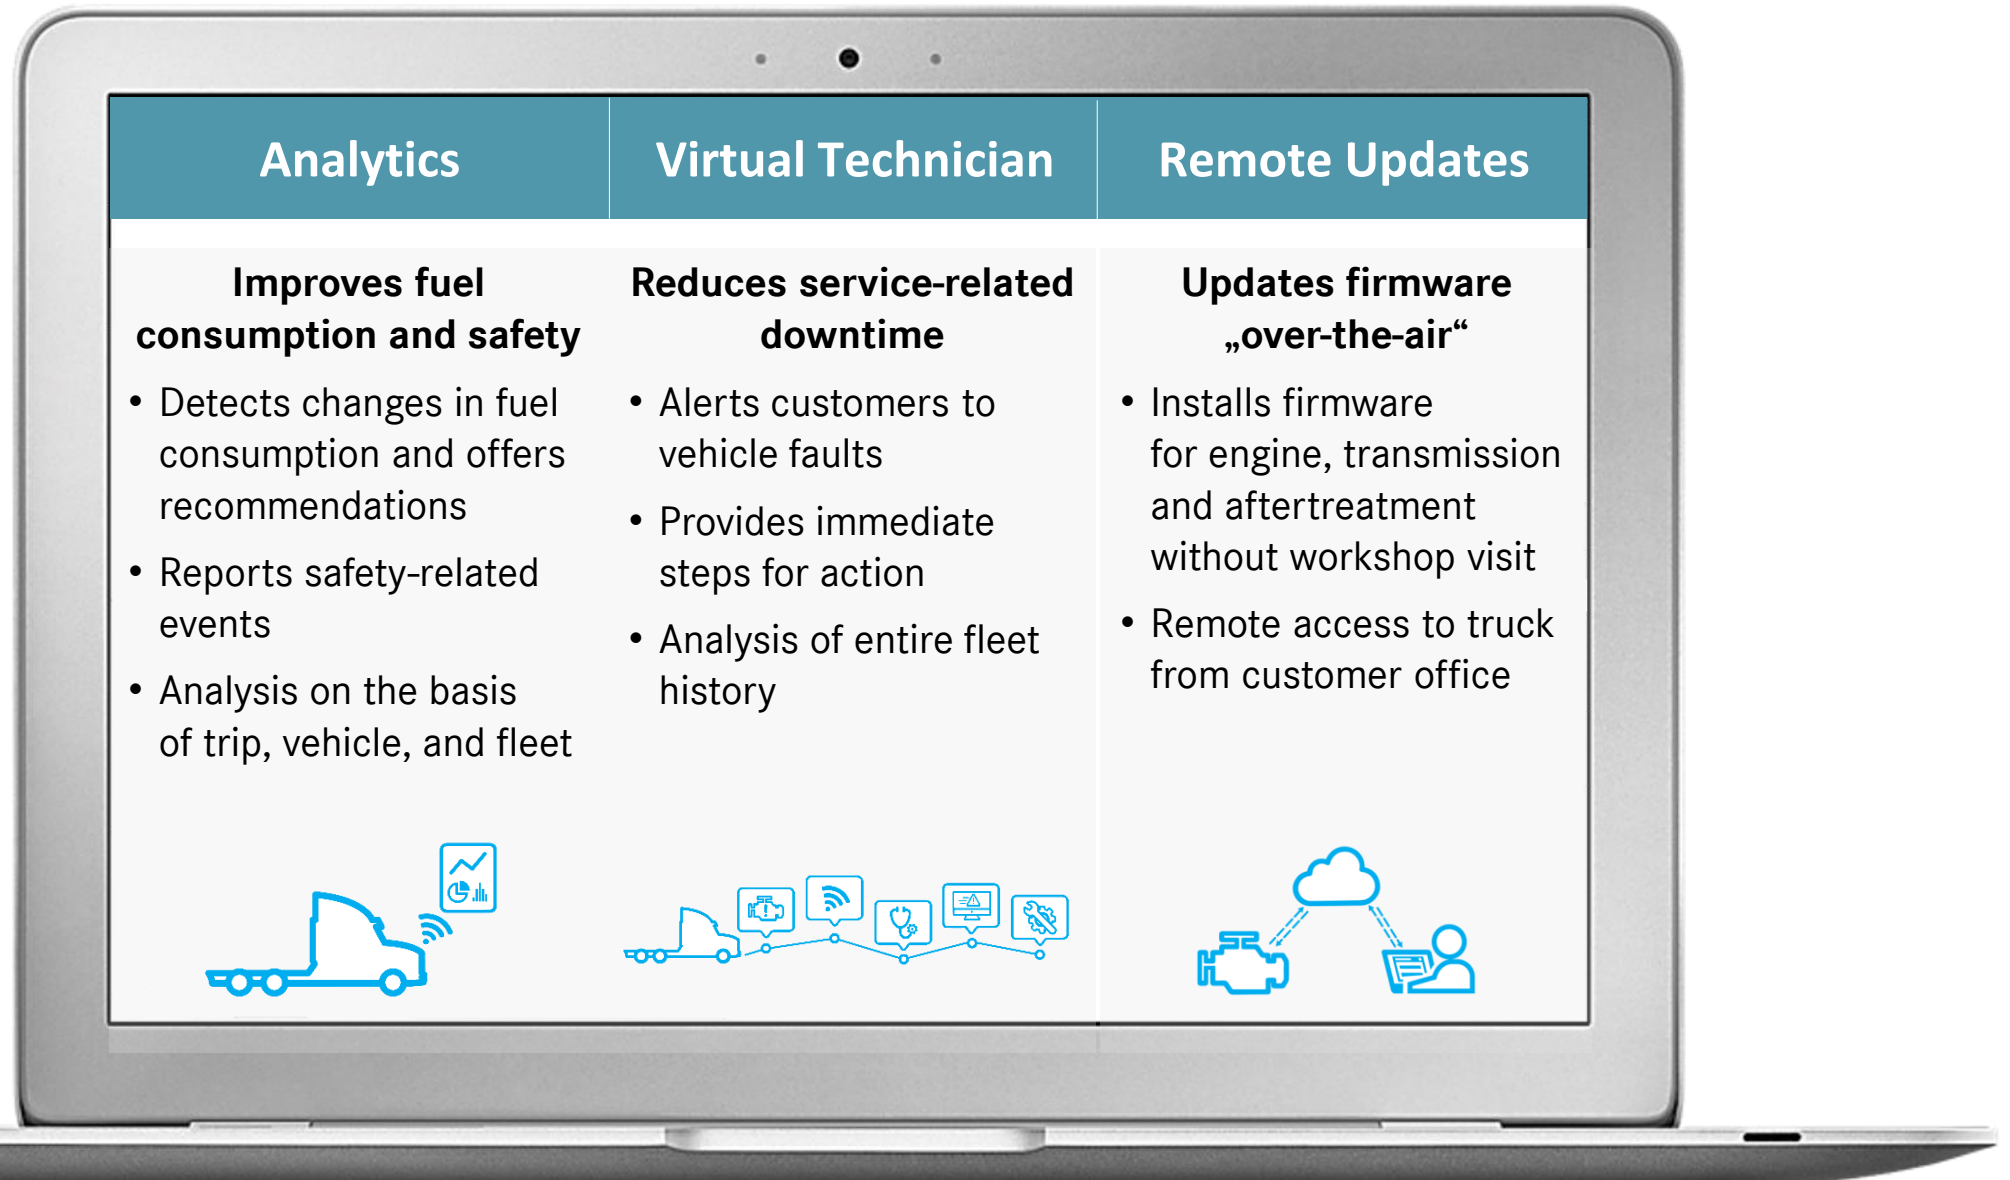 Analytics
Virtual Technician
Remote Updates
Improves fuel
consumption and safety
• Detects changes in fuel
consumption and offers
recommendations
• Reports safety-related
events
• Analysis on the basis
of trip, vehicle, and fleet
Reduces service-related
downtime
• Alerts customers to
vehicle faults
• Provides immediate
steps for action
• Analysis of entire fleet
history
Updates firmware
„over-the-air“
• Installs firmware
for engine, transmission
and aftertreatment
without workshop visit
• Remote access to truck
from customer office